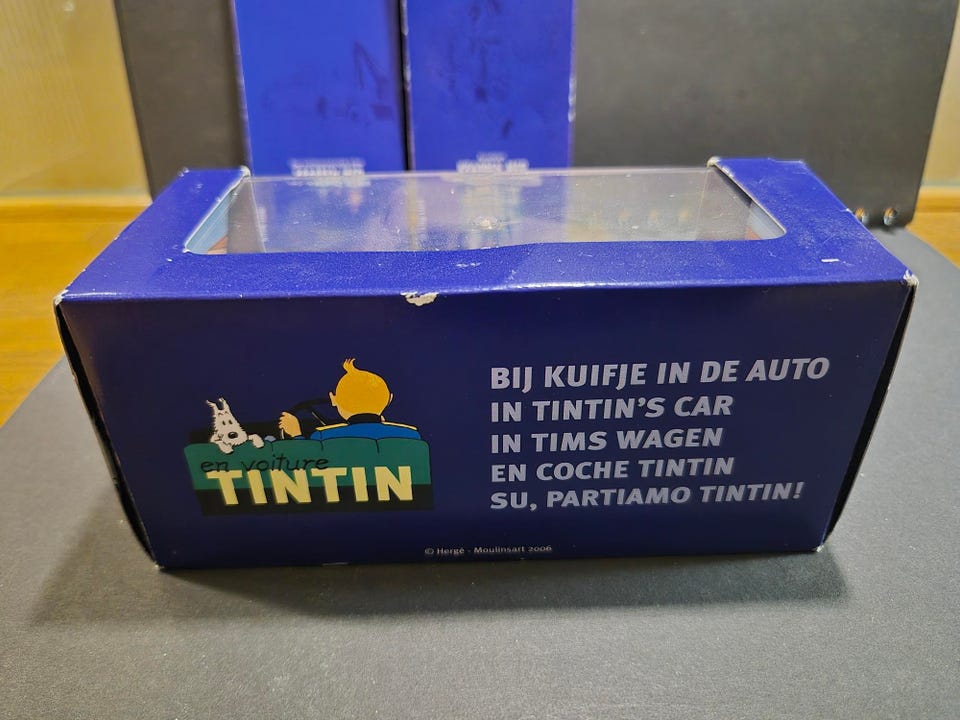 en voiture
TINTIN
BIJ KUIFJE IN DE AUTO
IN TINTIN'S CAR
IN TIMS WAGEN
EN COCHE TINTIN
SU, PARTIAMO TINTIN!
© Hergé - Moulinsart 2006